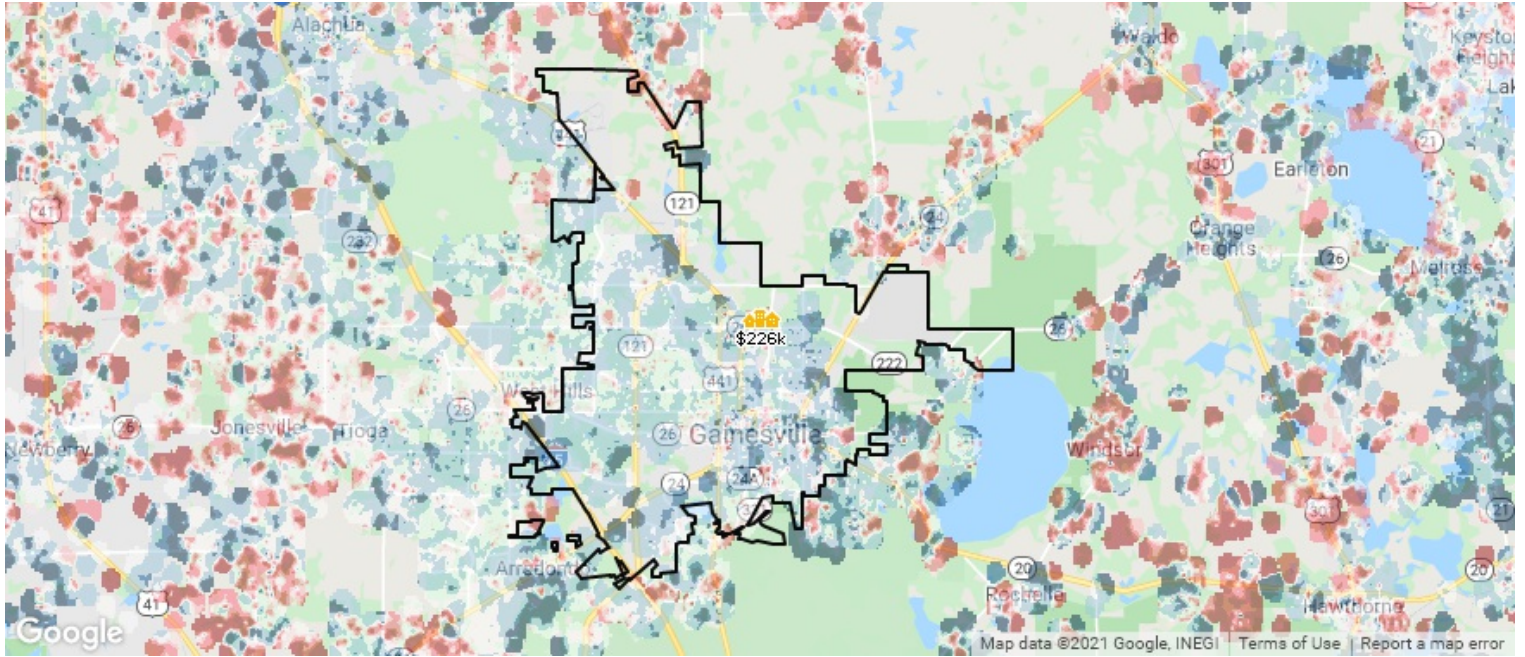 Alachua
Waldo
Keystone
Heights
441
21
301
Earleton
41
121
24
232
Orange
Heights
26
Melrose
$226k
26
121
222
441
West Hills
26
26
Jonesville
Tioga
26
Gainesville
Newberry
Windsor
24
24A
301
21
Arredondo
20
20
Rochelle
41
Hawthorne
Google
Map data ©2021 Google, INEGI
Terms of Use
Report a map error